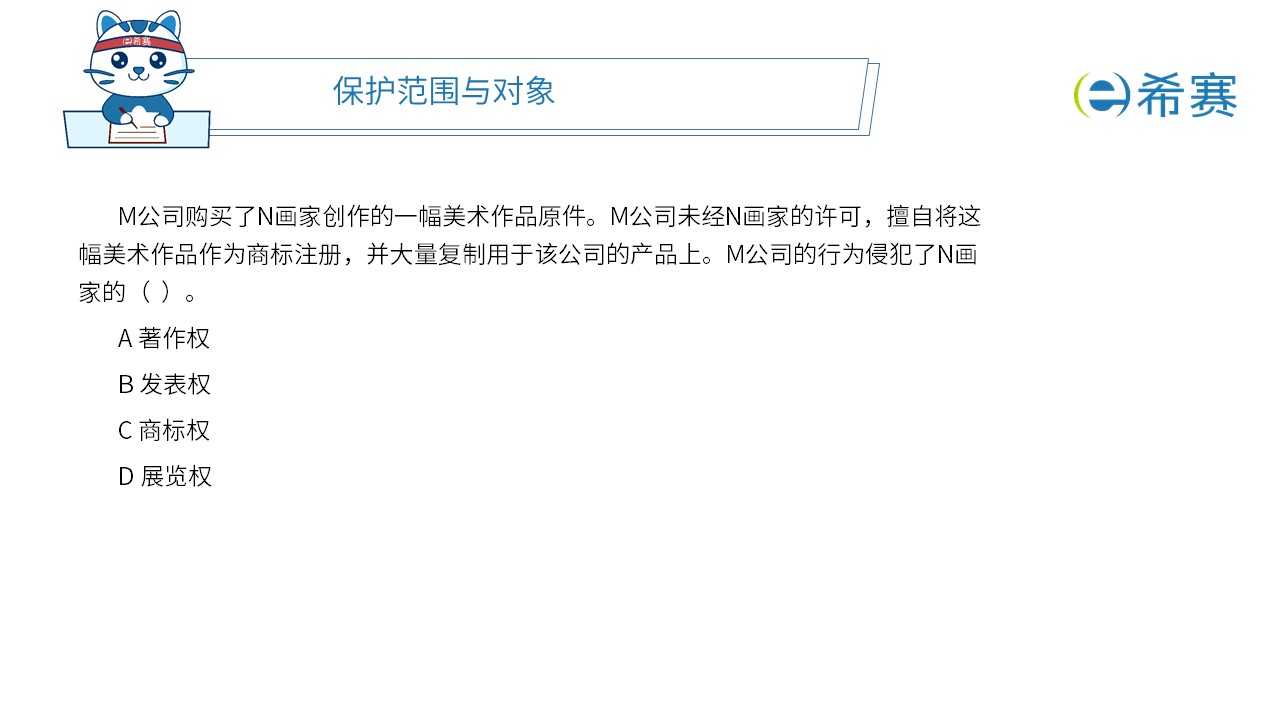 保护范围与对象
希赛
e希赛
M公司购买了N画家创作的一幅美术作品原件。M公司未经N画家的许可，擅自将这
幅美术作品作为商标注册，并大量复制用于该公司的产品上。M公司的行为侵犯了N画
家的（ ）。
A 著作权
B 发表权
C 商标权
D 展览权